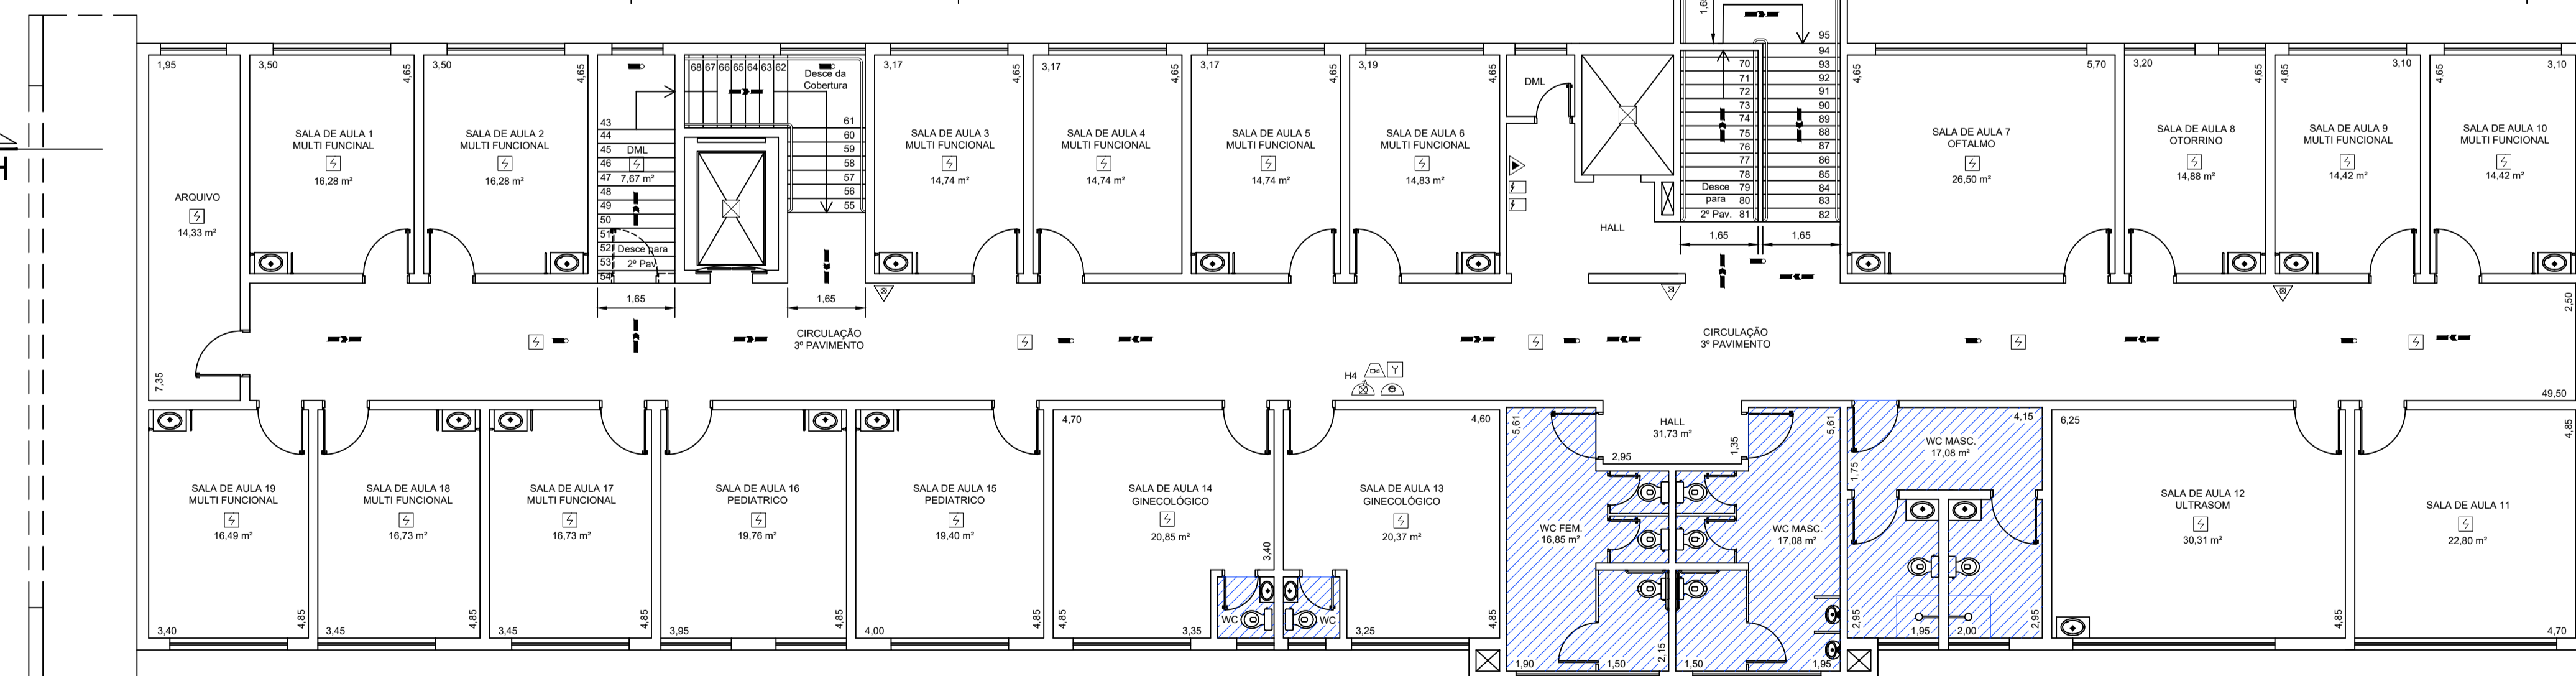 1,95
ARQUIVO
14,33 m²
7,35
3,50
4,65
SALA DE AULA 1
MULTI FUNCINAL
16,28 m²
3,50
4,65
SALA DE AULA 2
MULTI FUNCIONAL
16,28 m²
43
44
45
46
47
48
49
50
51
52
53
54
DML
7,67 m²
Desce para
2º Pav.
1,65
68 67 66 65 64 63 62
Desce da
Cobertura
61
60
59
58
57
56
55
1,65
3,17
4,65
SALA DE AULA 3
MULTI FUNCIONAL
14,74 m²
3,17
4,65
SALA DE AULA 4
MULTI FUNCIONAL
14,74 m²
3,17
4,65
SALA DE AULA 5
MULTI FUNCIONAL
14,74 m²
3,19
4,65
SALA DE AULA 6
MULTI FUNCIONAL
14,83 m²
DML
HALL
70
71
72
73
74
75
76
77
78
79
80
81
Desce
para
2º Pav.
95
94
93
92
91
90
89
88
87
86
85
84
83
82
1,65
1,65
4,65
5,70
SALA DE AULA 7
OFTALMO
26,50 m²
3,20
4,65
SALA DE AULA 8
OTORRINO
14,88 m²
4,65
3,10
SALA DE AULA 9
MULTI FUNCIONAL
14,42 m²
4,65
3,10
SALA DE AULA 10
MULTI FUNCIONAL
14,42 m²
CIRCULAÇÃO
3º PAVIMENTO
H4
CIRCULAÇÃO
3º PAVIMENTO
2,50
49,50
SALA DE AULA 19
MULTI FUNCIONAL
16,49 m²
3,40
4,85
SALA DE AULA 18
MULTI FUNCIONAL
16,73 m²
3,45
4,85
SALA DE AULA 17
MULTI FUNCIONAL
16,73 m²
3,45
4,85
SALA DE AULA 16
PEDIATRICO
19,76 m²
3,95
4,85
SALA DE AULA 15
PEDIATRICO
19,40 m²
4,00
4,85
4,70
SALA DE AULA 14
GINECOLÓGICO
20,85 m²
3,40
4,85
3,35
WC
4,60
SALA DE AULA 13
GINECOLÓGICO
20,37 m²
WC
3,25
4,85
5,61
WC FEM.
16,85 m²
1,90
1,50
2,15
HALL
31,73 m²
2,95
1,35
5,61
WC MASC.
17,08 m²
1,50
1,95
4,15
WC MASC.
17,08 m²
1,75
2,95
1,95
2,00
2,95
6,25
SALA DE AULA 12
ULTRASOM
30,31 m²
4,85
4,85
SALA DE AULA 11
22,80 m²
4,70